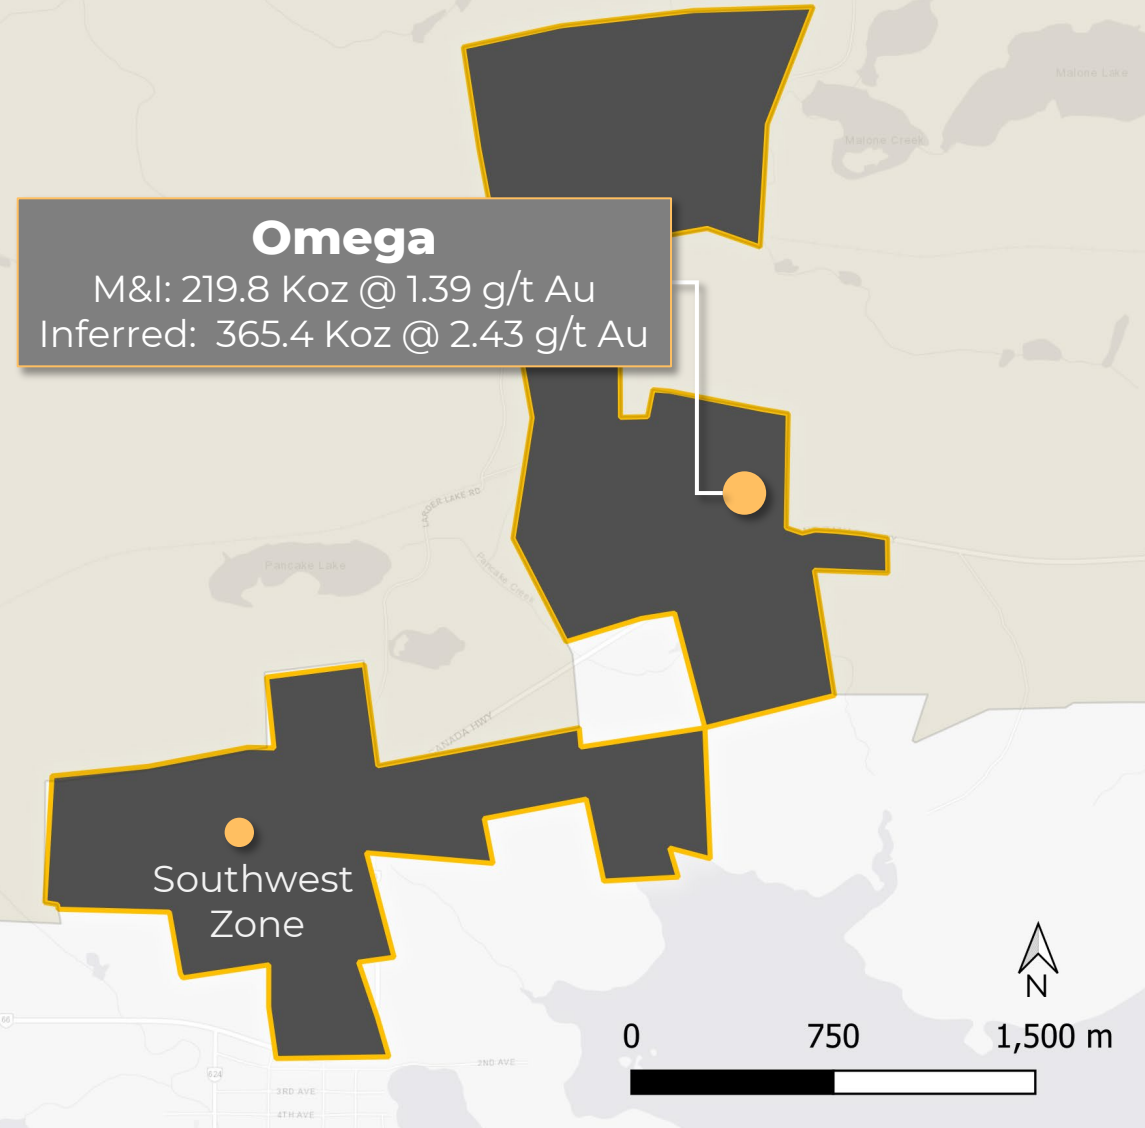 Malone Lake
Malone Creek
Omega
M&I: 219.8 Koz @ 1.39 g/t Au
Inferred: 365.4 Koz @ 2.43 g/t Au
LARDER LAKE RD
Pancake Lake
Pancake Creek
CANADA HWY
Southwest
Zone
N
0 750 1,500 m
66
624
2ND AVE
3RD AVE
4TH AVE